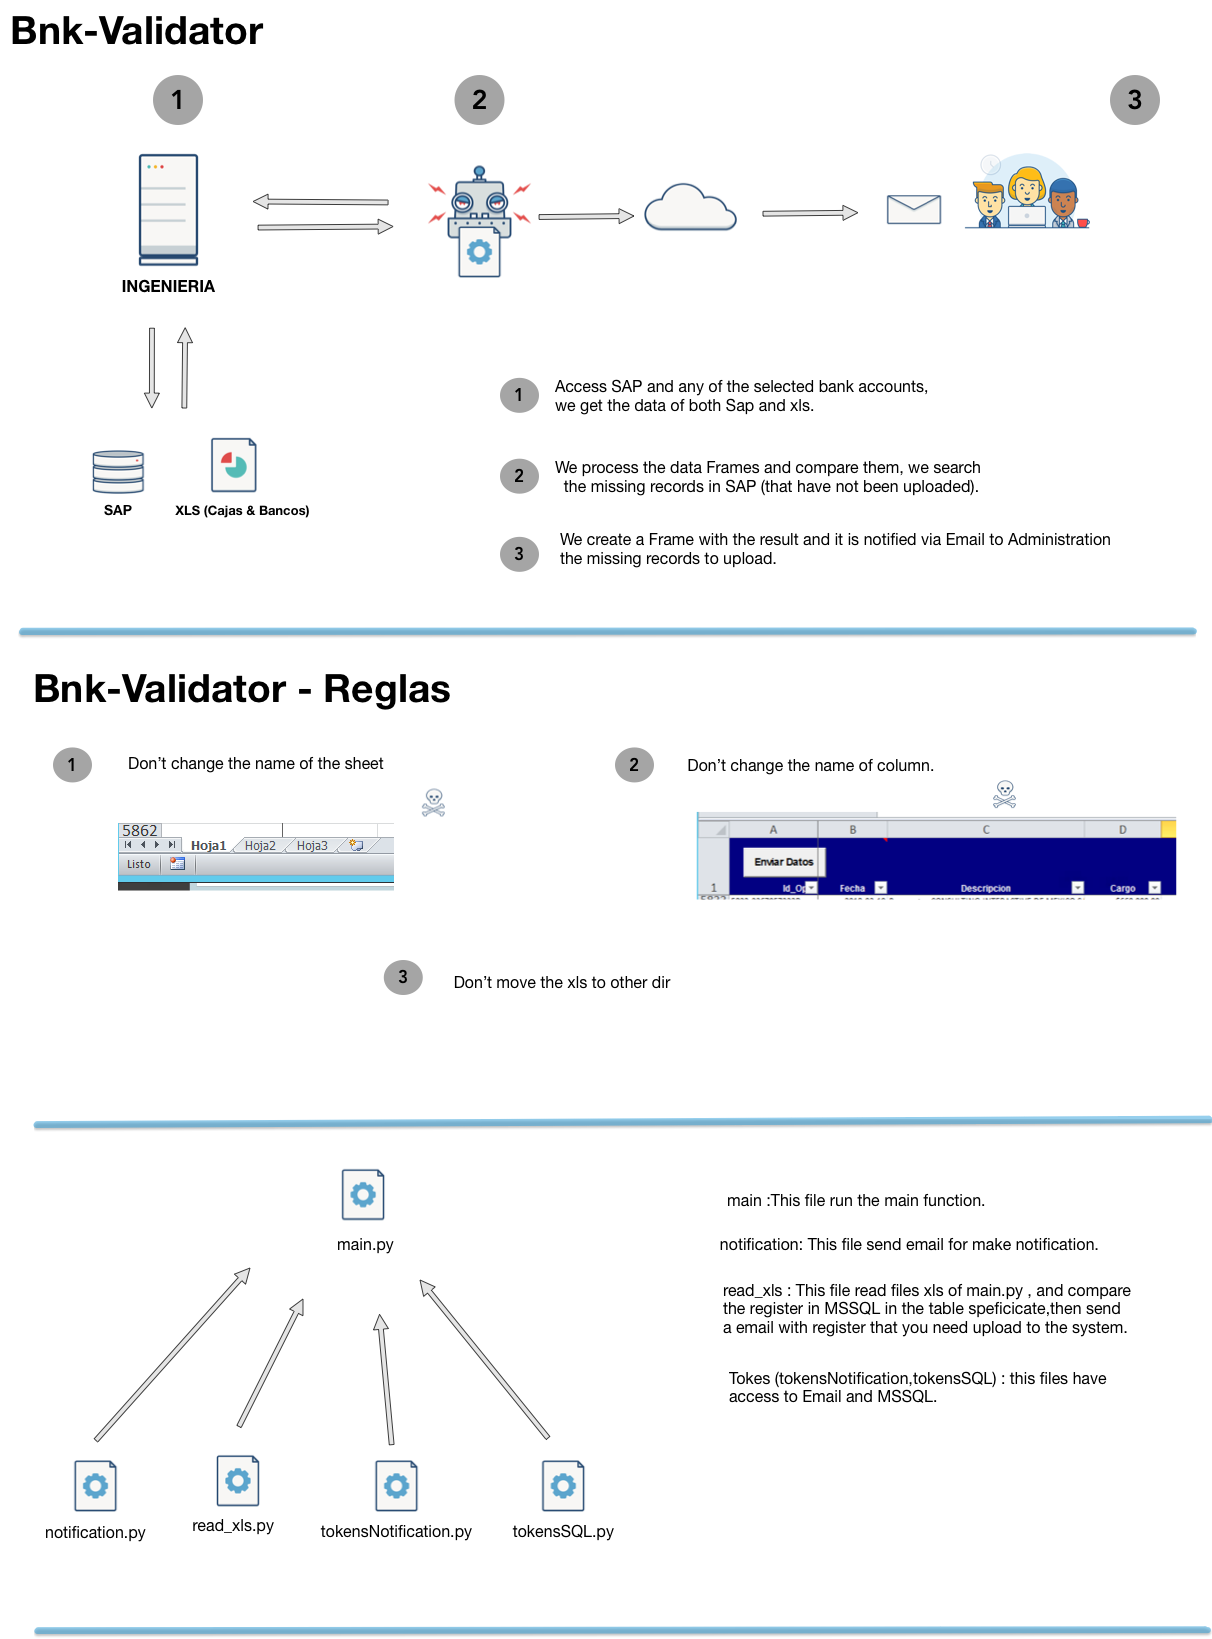 Bnk-Validator
1
2
3
INGENIERIA
SAP
XLS (Cajas & Bancos)
1
Access SAP and any of the selected bank accounts,
we get the data of both Sap and xls.
2
We process the data Frames and compare them, we search
the missing records in SAP (that have not been uploaded).
3
We create a Frame with the result and it is notified via Email to Administration
the missing records to upload.
Bnk-Validator - Reglas
1
Don't change the name of the sheet
5862
Hoja1 Hoja2 Hoja3
Listo
2
Don't change the name of column.
A B C D
Enviar Datos
1 Id_Op Fecha Descripcion Cargo
3
Don't move the xls to other dir
main.py
notification.py
read_xls.py
tokensNotification.py
tokensSQL.py
main :This file run the main function.
notification: This file send email for make notification.
read_xls : This file read files xls of main.py , and compare
the register in MSSQL in the table speficicate,then send
a email with register that you need upload to the system.
Tokes (tokensNotification,tokensSQL) : this files have
access to Email and MSSQL.